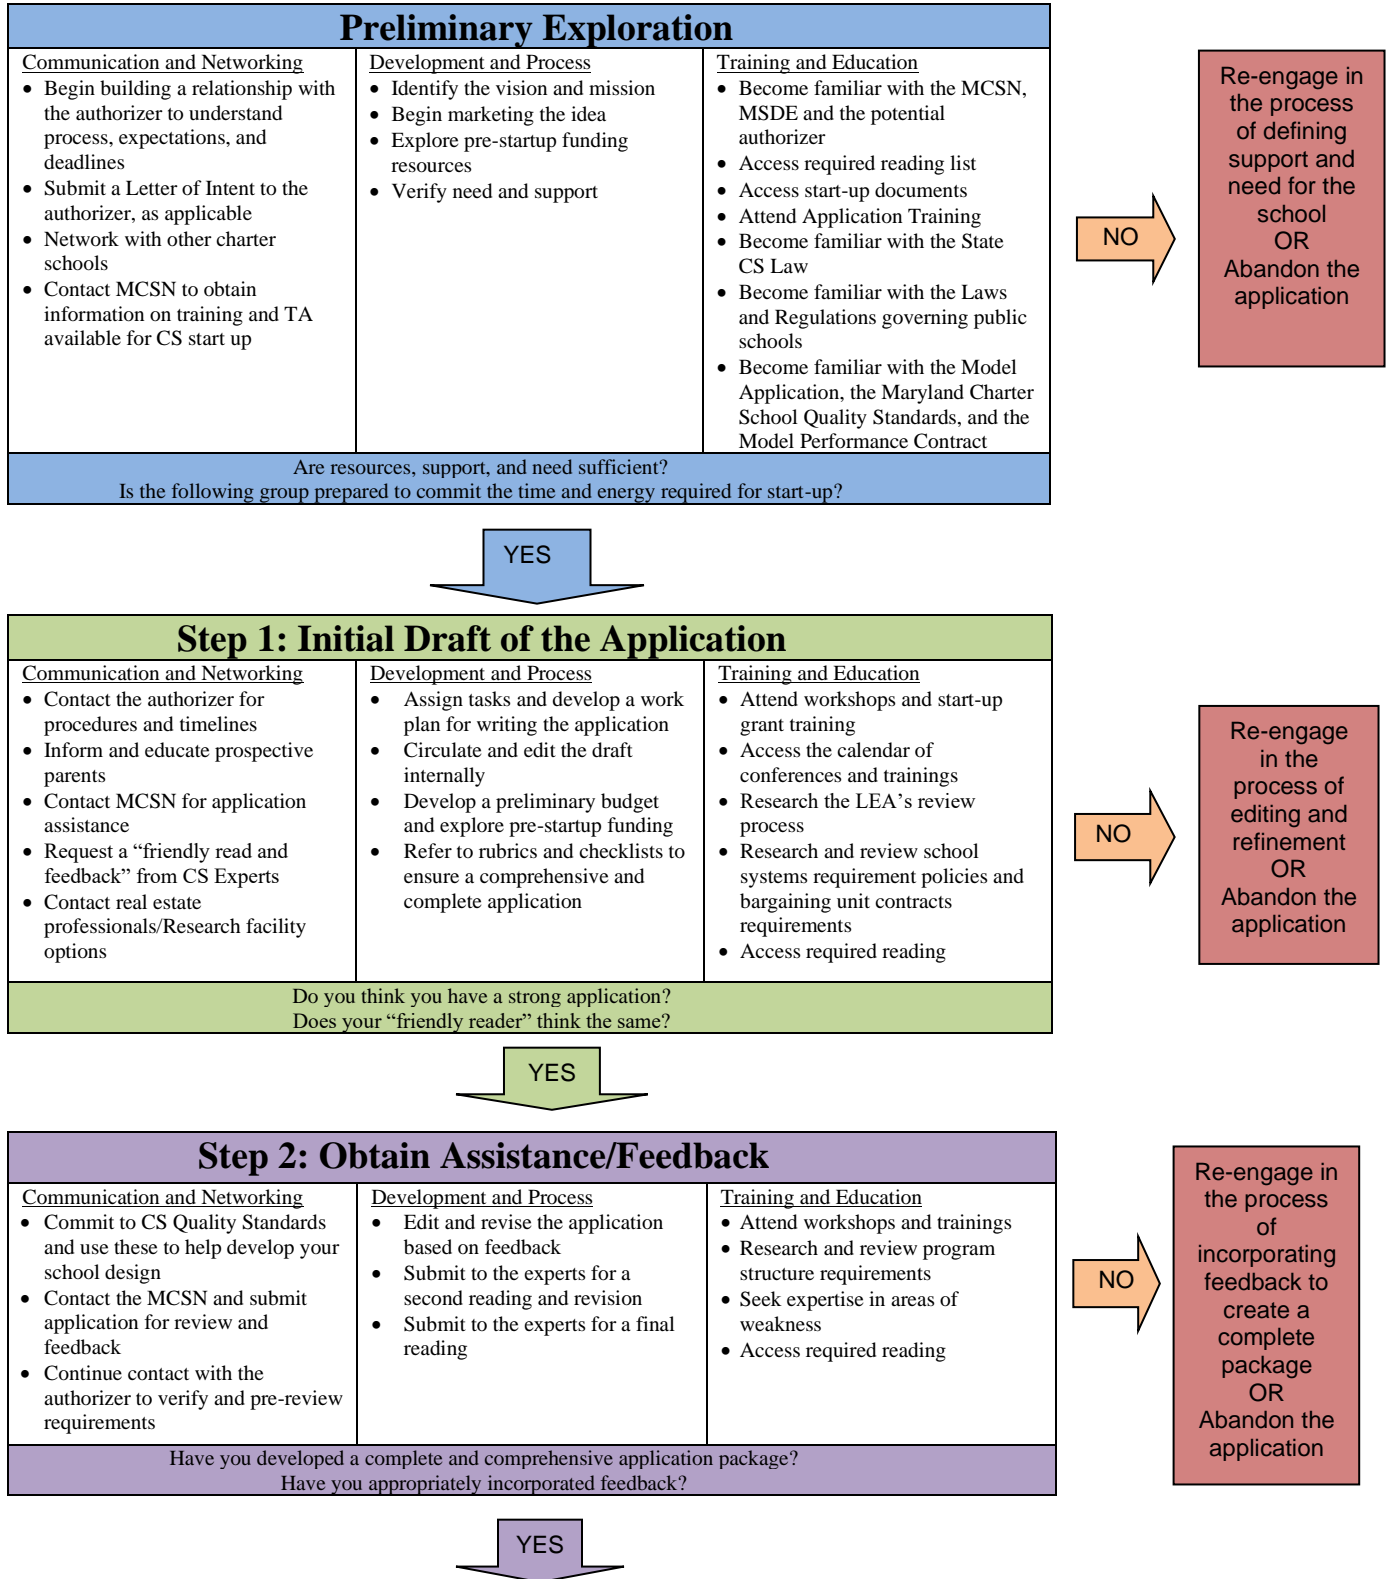 Preliminary Exploration
Communication and Networking
• Begin building a relationship with
the authorizer to understand
process, expectations, and
deadlines
• Submit a Letter of Intent to the
authorizer, as applicable
• Network with other charter
schools
• Contact MCSN to obtain
information on training and TA
available for CS start up
Development and Process
• Identify the vision and mission
• Begin marketing the idea
• Explore pre-startup funding
resources
• Verify need and support
Training and Education
• Become familiar with the MCSN,
MSDE and the potential
authorizer
• Access required reading list
• Access start-up documents
• Attend Application Training
• Become familiar with the State
CS Law
• Become familiar with the Laws
and Regulations governing public
schools
• Become familiar with the Model
Application, the Maryland Charter
School Quality Standards, and the
Model Performance Contract
Are resources, support, and need sufficient?
Is the following group prepared to commit the time and energy required for start-up?
NO
Re-engage in
the process
of defining
support and
need for the
school
OR
Abandon the
application
YES
Step 1: Initial Draft of the Application
Communication and Networking
• Contact the authorizer for
procedures and timelines
• Inform and educate prospective
parents
• Contact MCSN for application
assistance
• Request a “friendly read and
feedback” from CS Experts
• Contact real estate
professionals/Research facility
options
Development and Process
• Assign tasks and develop a work
plan for writing the application
• Circulate and edit the draft
internally
• Develop a preliminary budget
and explore pre-startup funding
• Refer to rubrics and checklists to
ensure a comprehensive and
complete application
Training and Education
• Attend workshops and start-up
grant training
• Access the calendar of
conferences and trainings
• Research the LEA’s review
process
• Research and review school
systems requirement policies and
bargaining unit contracts
requirements
• Access required reading
Do you think you have a strong application?
Does your “friendly reader” think the same?
NO
Re-engage
in the
process of
editing and
refinement
OR
Abandon the
application
YES
Step 2: Obtain Assistance/Feedback
Communication and Networking
• Commit to CS Quality Standards
and use these to help develop your
school design
• Contact the MCSN and submit
application for review and
feedback
• Continue contact with the
authorizer to verify and pre-review
requirements
Development and Process
• Edit and revise the application
based on feedback
• Submit to the experts for a
second reading and revision
• Submit to the experts for a final
reading
Training and Education
• Attend workshops and trainings
• Research and review program
structure requirements
• Seek expertise in areas of
weakness
• Access required reading
Have you developed a complete and comprehensive application package?
Have you appropriately incorporated feedback?
NO
Re-engage in
the process
of
incorporating
feedback to
create a
complete
package
OR
Abandon the
application
YES